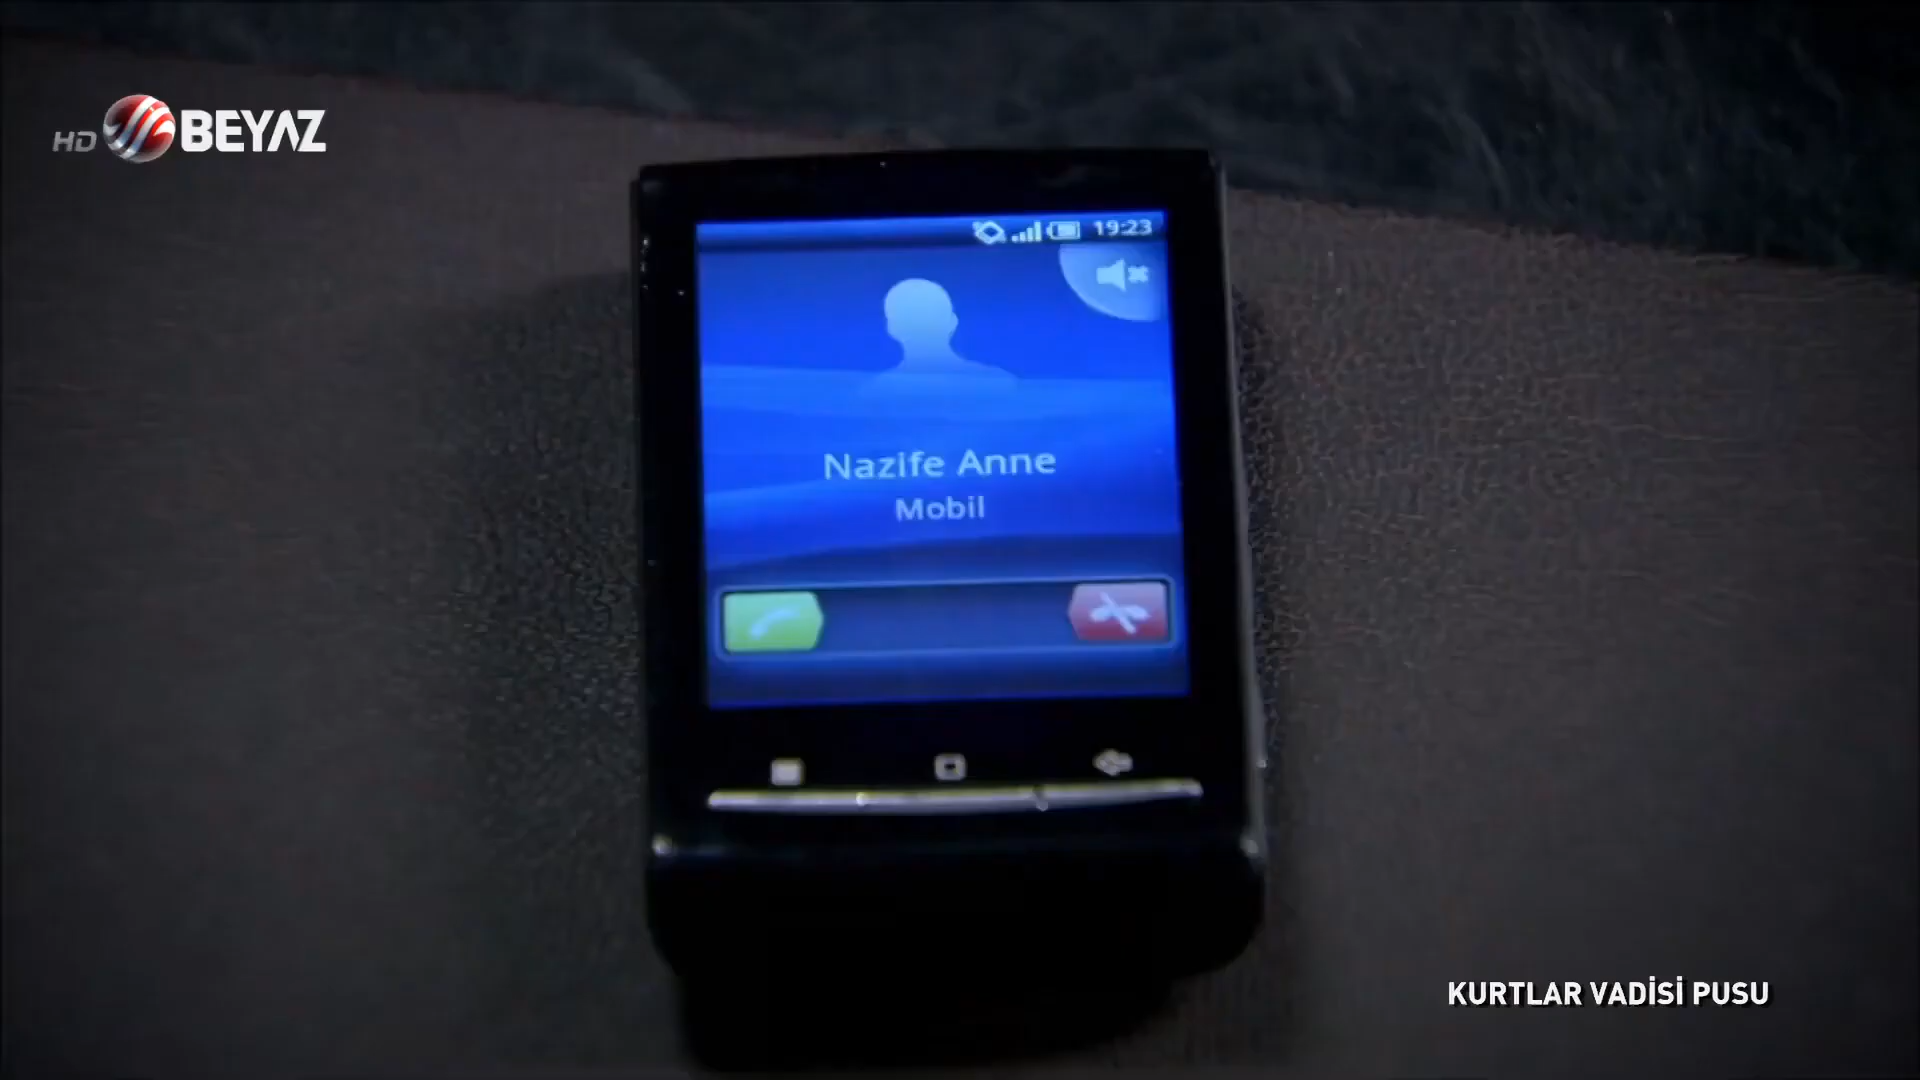 HD BEYAZ
19:23
Nazife Anne
Mobil
KURTLAR VADİSİ PUSU